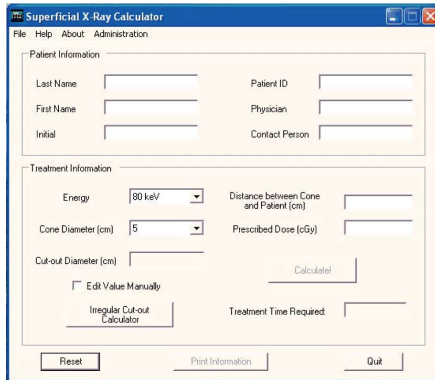 Superficial X-Ray Calculator
File Help About Administration
Patient Information
Last Name Patient ID
First Name Physician
Initial Contact Person
Treatment Information
Energy 80 keV Distance between Cone
and Patient (cm)
Cone Diameter (cm) 5 Prescribed Dose (cGy)
Cut-out Diameter (cm)
Calculate!
Edit Value Manually
Irregular Cut-out
Calculator
Treatment Time Required:
Reset Print Information Quit